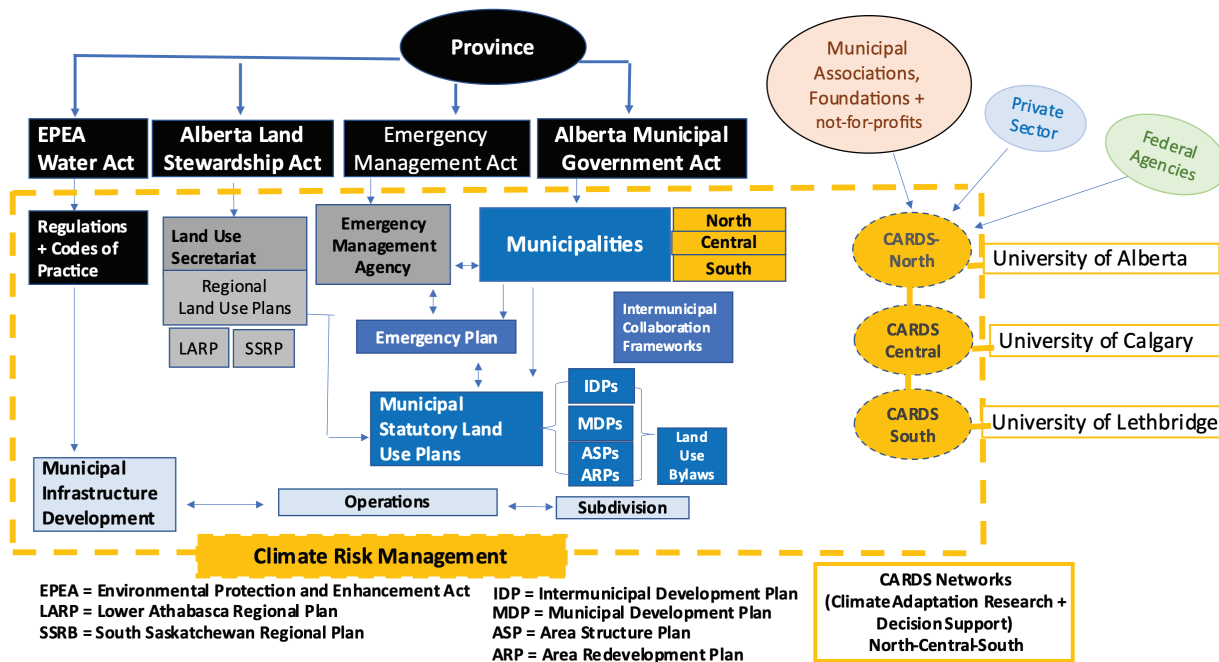 Province
Municipal
Associations,
Foundations +
not-for-profits
Private
Sector
Federal
Agencies
EPEA
Water Act
Alberta Land
Stewardship Act
Emergency
Management Act
Alberta Municipal
Government Act
Regulations
+ Codes of
Practice
Land Use
Secretariat
Regional
Land Use Plans
LARP
SSRP
Emergency
Management
Agency
Municipalities
North
Central
South
Emergency Plan
Intermunicipal
Collaboration
Frameworks
Municipal
Statutory Land
Use Plans
IDPs
MDPs
ASPs
ARPs
Land
Use
Bylaws
CARDS-
North
University of Alberta
CARDS
Central
University of Calgary
CARDS
South
University of Lethbridge
Municipal
Infrastructure
Development
Operations
Subdivision
Climate Risk Management
EPEA = Environmental Protection and Enhancement Act
LARP = Lower Athabasca Regional Plan
SSRB = South Saskatchewan Regional Plan
IDP = Intermunicipal Development Plan
MDP = Municipal Development Plan
ASP = Area Structure Plan
ARP = Area Redevelopment Plan
CARDS Networks
(Climate Adaptation Research +
Decision Support)
North-Central-South